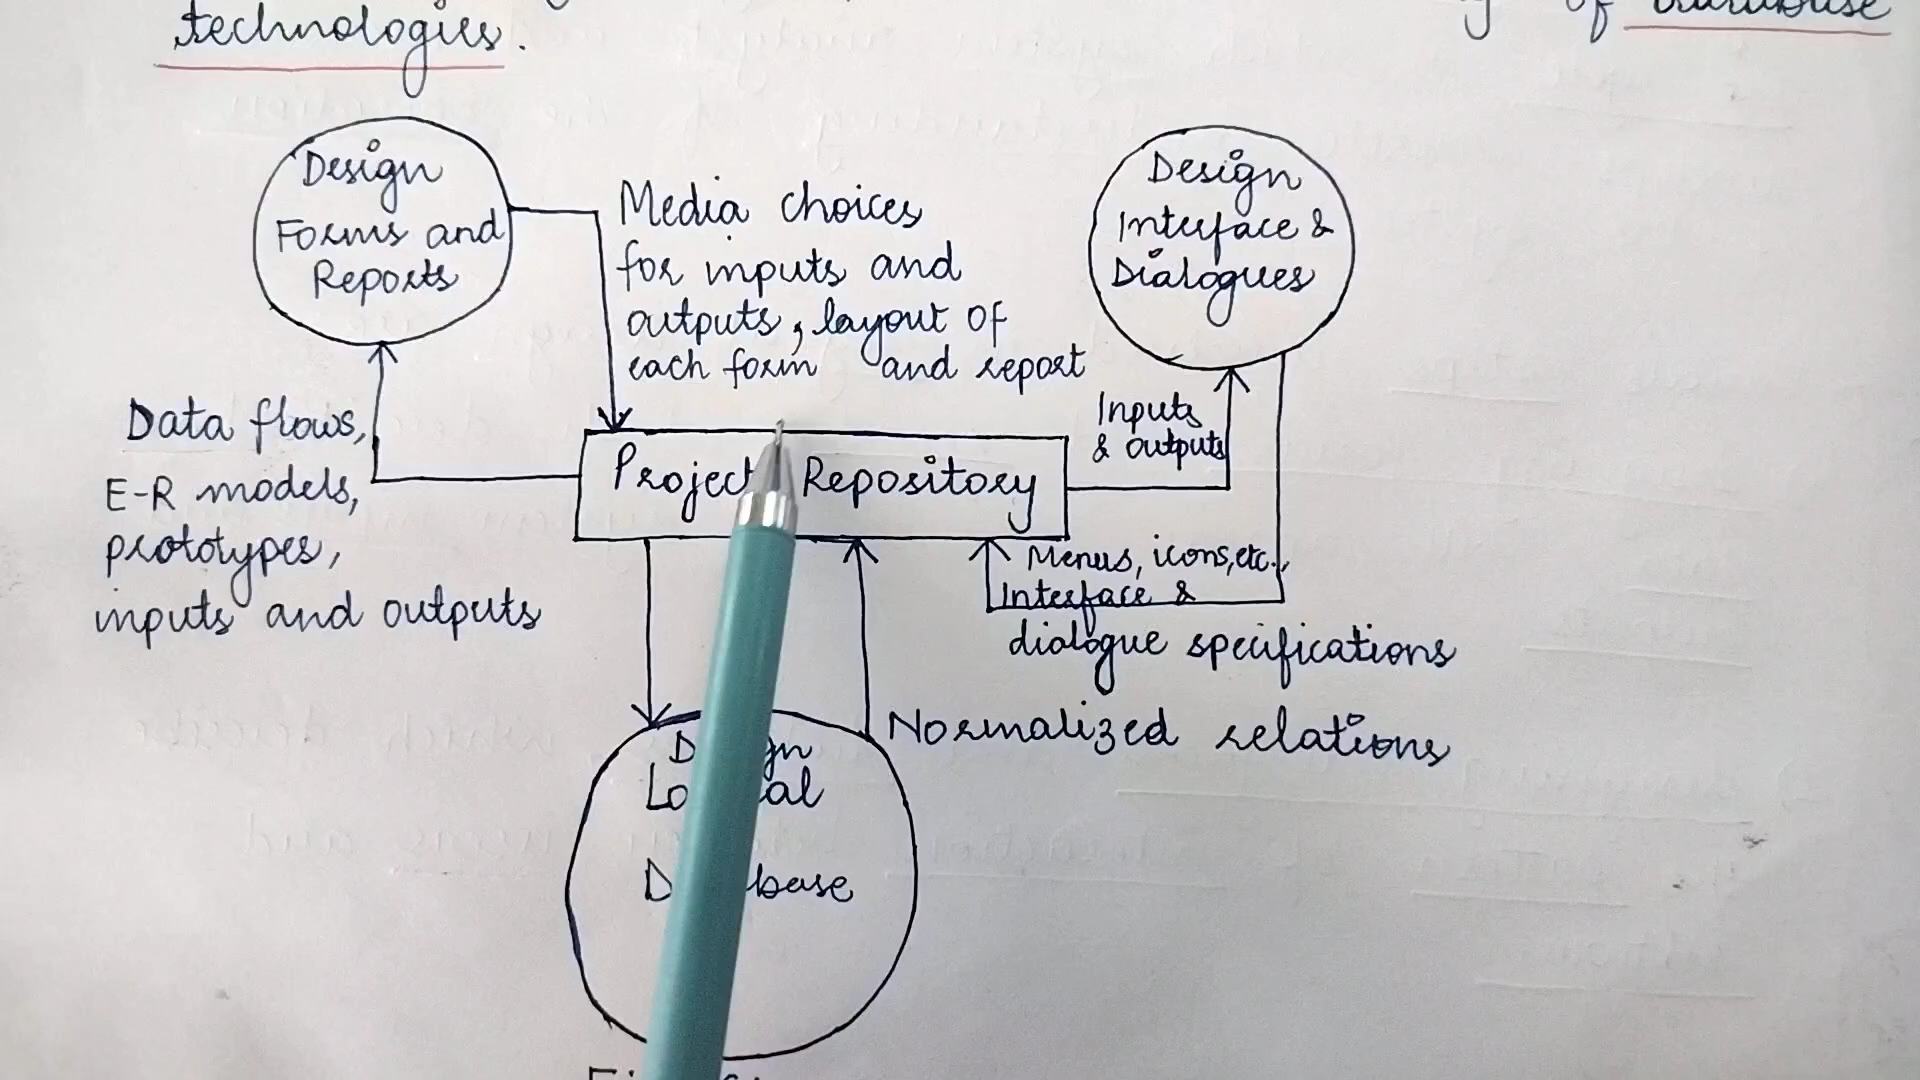 technologies.
of database
Design
Forms and
Reports
Media choices
for inputs and
outputs, layout of
each form and report
Design
Interface &
Dialogues
Data flows,
E-R models,
prototypes,
inputs and outputs
Inputs
& outputs
Project Repository
Menus, icons, etc.,
Interface &
dialogue specifications
Normalized relations